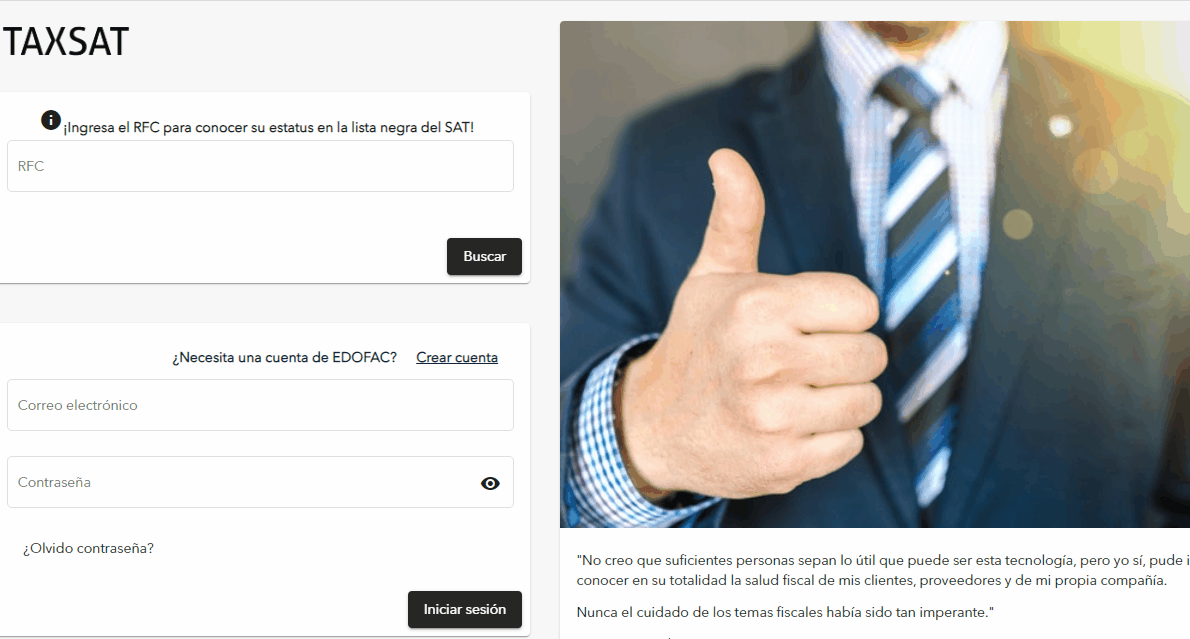 TAXSAT
¡Ingresa el RFC para conocer su estatus en la lista negra del SAT!
RFC
Buscar
¿Necesita una cuenta de EDOFAC? Crear cuenta
Correo electrónico
Contraseña
¿Olvido contraseña?
Iniciar sesión
"No creo que suficientes personas sepan lo útil que puede ser esta tecnología, pero yo sí, pude
conocer en su totalidad la salud fiscal de mis clientes, proveedores y de mi propia compañía.
Nunca el cuidado de los temas fiscales había sido tan imperante."